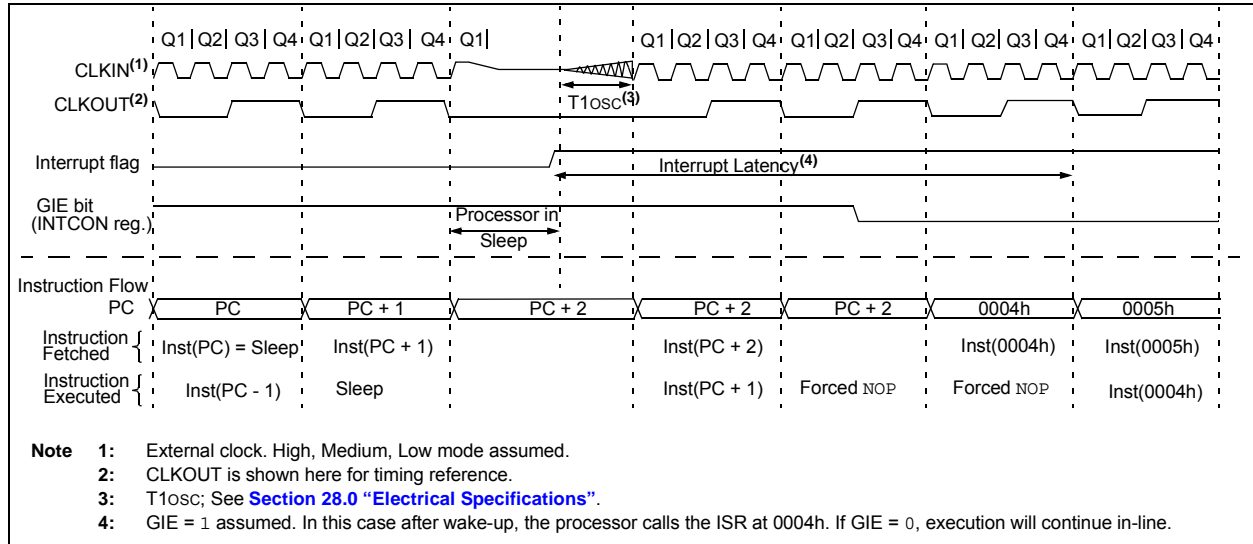 Q1| Q2| Q3| Q4 Q1| Q2| Q3| Q4 Q1| Q1| Q2| Q3| Q4 Q1| Q2| Q3| Q4 Q1| Q2| Q3| Q4 Q1| Q2| Q3| Q4
CLKIN(1)
T1OSC(3)
CLKOUT(2)
Interrupt flag
Interrupt Latency(4)
GIE bit
(INTCON reg.)
Processor in
Sleep
Instruction Flow
PC PC PC + 1 PC + 2 PC + 2 PC + 2 0004h 0005h
Instruction
Fetched { Inst(PC) = Sleep Inst(PC + 1) Inst(PC + 2) Inst(0004h) Inst(0005h)
Instruction
Executed { Inst(PC - 1) Sleep Inst(PC + 1) Forced NOP Forced NOP Inst(0004h)
Note 1: External clock. High, Medium, Low mode assumed.
2: CLKOUT is shown here for timing reference.
3: T1OSC; See Section 28.0 “Electrical Specifications”.
4: GIE = 1 assumed. In this case after wake-up, the processor calls the ISR at 0004h. If GIE = 0, execution will continue in-line.